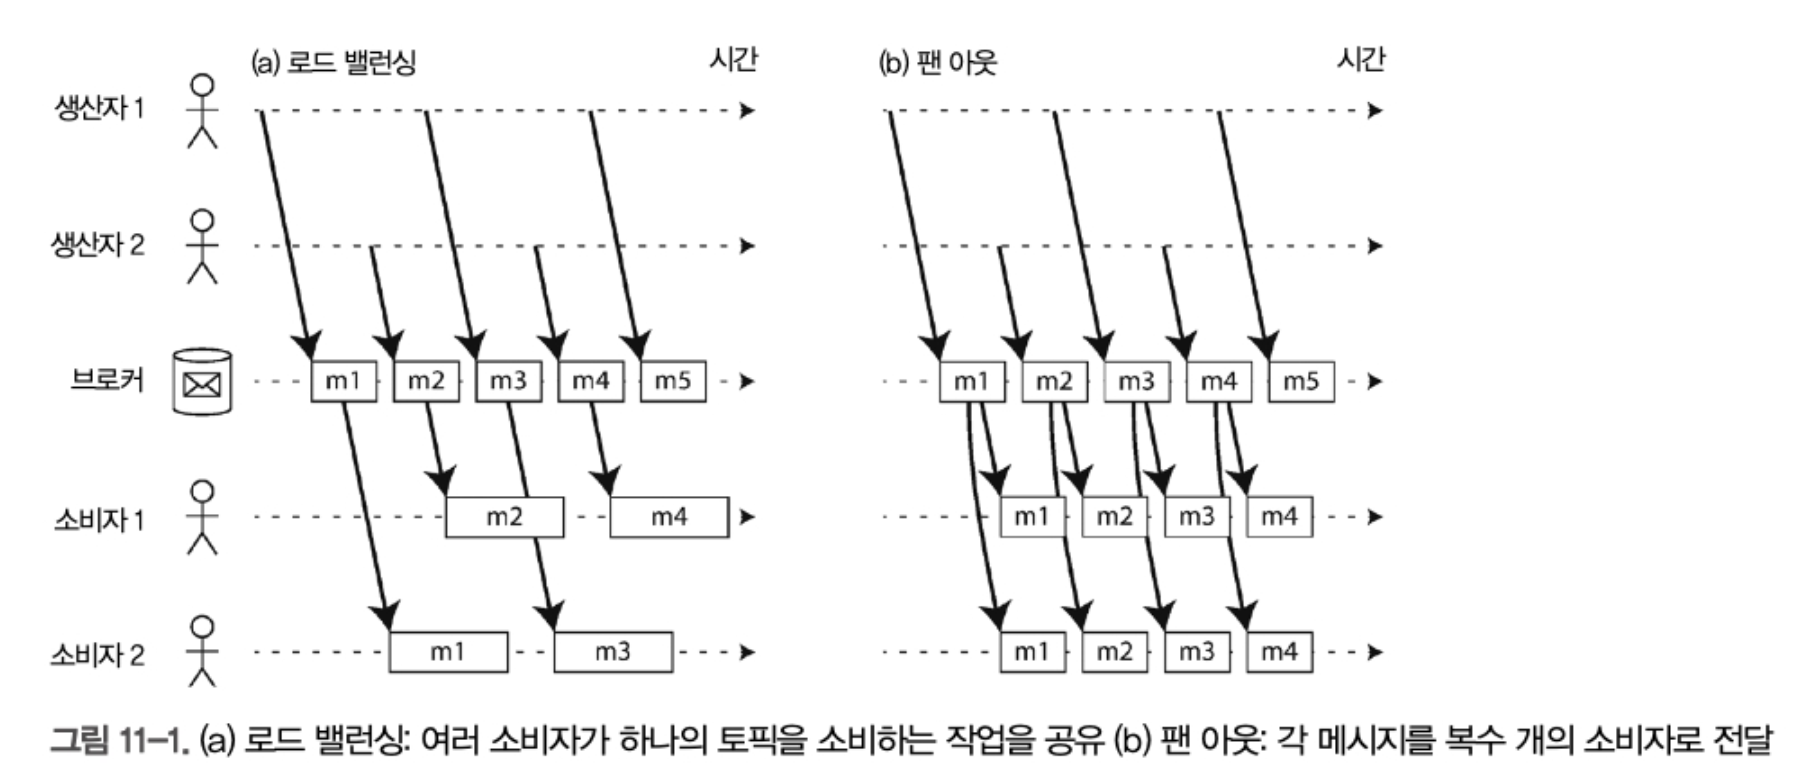 (a) 로드 밸런싱 시간 (b) 팬 아웃 시간
생산자 1
생산자 2
브로커 m1 m2 m3 m4 m5 m1 m2 m3 m4 m5
소비자 1 m2 m4 m1 m2 m3 m4
소비자 2 m1 m3 m1 m2 m3 m4
그림 11-1. (a) 로드 밸런싱: 여러 소비자가 하나의 토픽을 소비하는 작업을 공유 (b) 팬 아웃: 각 메시지를 복수 개의 소비자로 전달